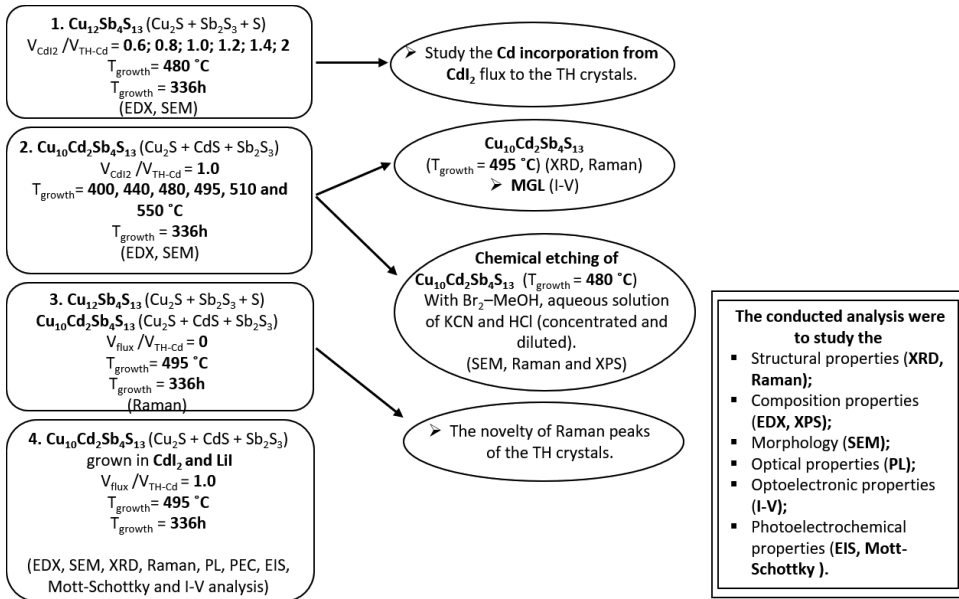 1. Cu12Sb4S13 (Cu2S + Sb2S3 + S)
VCdI2 /VTH-Cd = 0.6; 0.8; 1.0; 1.2; 1.4; 2
Tgrowth= 480 ˚C
Tgrowth = 336h
(EDX, SEM)
➢ Study the Cd incorporation from
CdI2 flux to the TH crystals.
2. Cu10Cd2Sb4S13 (Cu2S + CdS + Sb2S3)
VCdI2 /VTH-Cd = 1.0
Tgrowth= 400, 440, 480, 495, 510 and
550 ˚C
Tgrowth = 336h
(EDX, SEM)
Cu10Cd2Sb4S13
(Tgrowth = 495 ˚C) (XRD, Raman)
➢ MGL (I-V)
Chemical etching of
Cu10Cd2Sb4S13 (Tgrowth = 480 ˚C)
With Br2–MeOH, aqueous solution
of KCN and HCl (concentrated and
diluted).
(SEM, Raman and XPS)
3. Cu12Sb4S13 (Cu2S + Sb2S3 + S)
Cu10Cd2Sb4S13 (Cu2S + CdS + Sb2S3)
Vflux /VTH-Cd = 0
Tgrowth = 495 ˚C
Tgrowth = 336h
(Raman)
➢ The novelty of Raman peaks
of the TH crystals.
4. Cu10Cd2Sb4S13 (Cu2S + CdS + Sb2S3)
grown in CdI2 and LiI
Vflux /VTH-Cd = 1.0
Tgrowth= 495 ˚C
Tgrowth = 336h
(EDX, SEM, XRD, Raman, PL, PEC, EIS,
Mott-Schottky and I-V analysis)
The conducted analysis were
to study the
▪ Structural properties (XRD,
Raman);
▪ Composition properties
(EDX, XPS);
▪ Morphology (SEM);
▪ Optical properties (PL);
▪ Optoelectronic properties
(I-V);
▪ Photoelectrochemical
properties (EIS, Mott-
Schottky ).